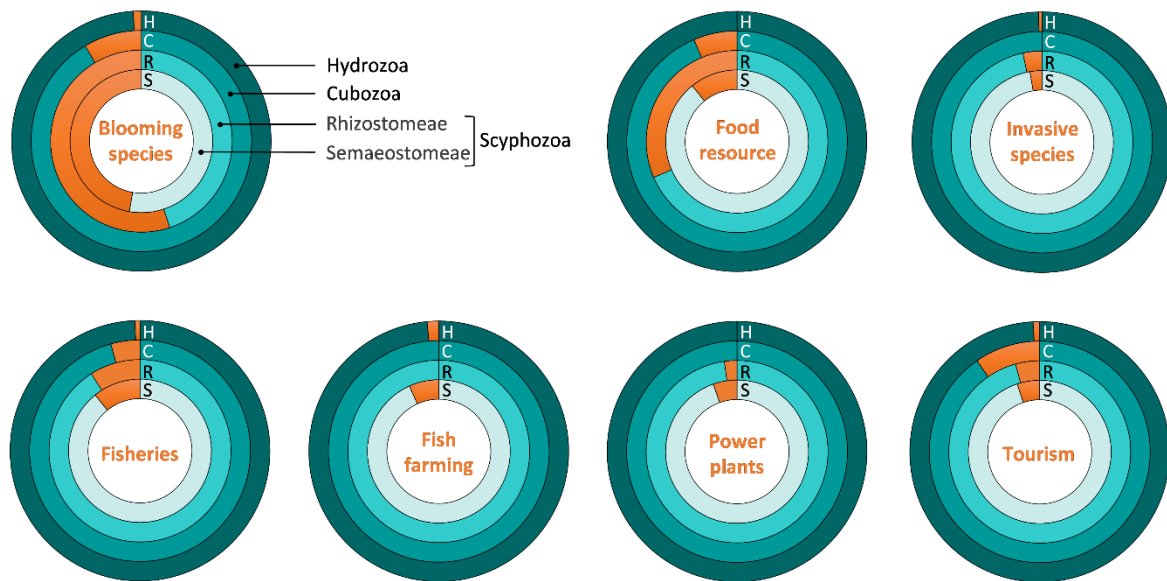 H
C
R
S
Blooming
species
Hydrozoa
Cubozoa
Rhizostomeae
Semaeostomeae
Scyphozoa
H
C
R
S
Food
resource
H
C
R
S
Invasive
species
H
C
R
S
Fisheries
H
C
R
S
Fish
farming
H
C
R
S
Power
plants
H
C
R
S
Tourism